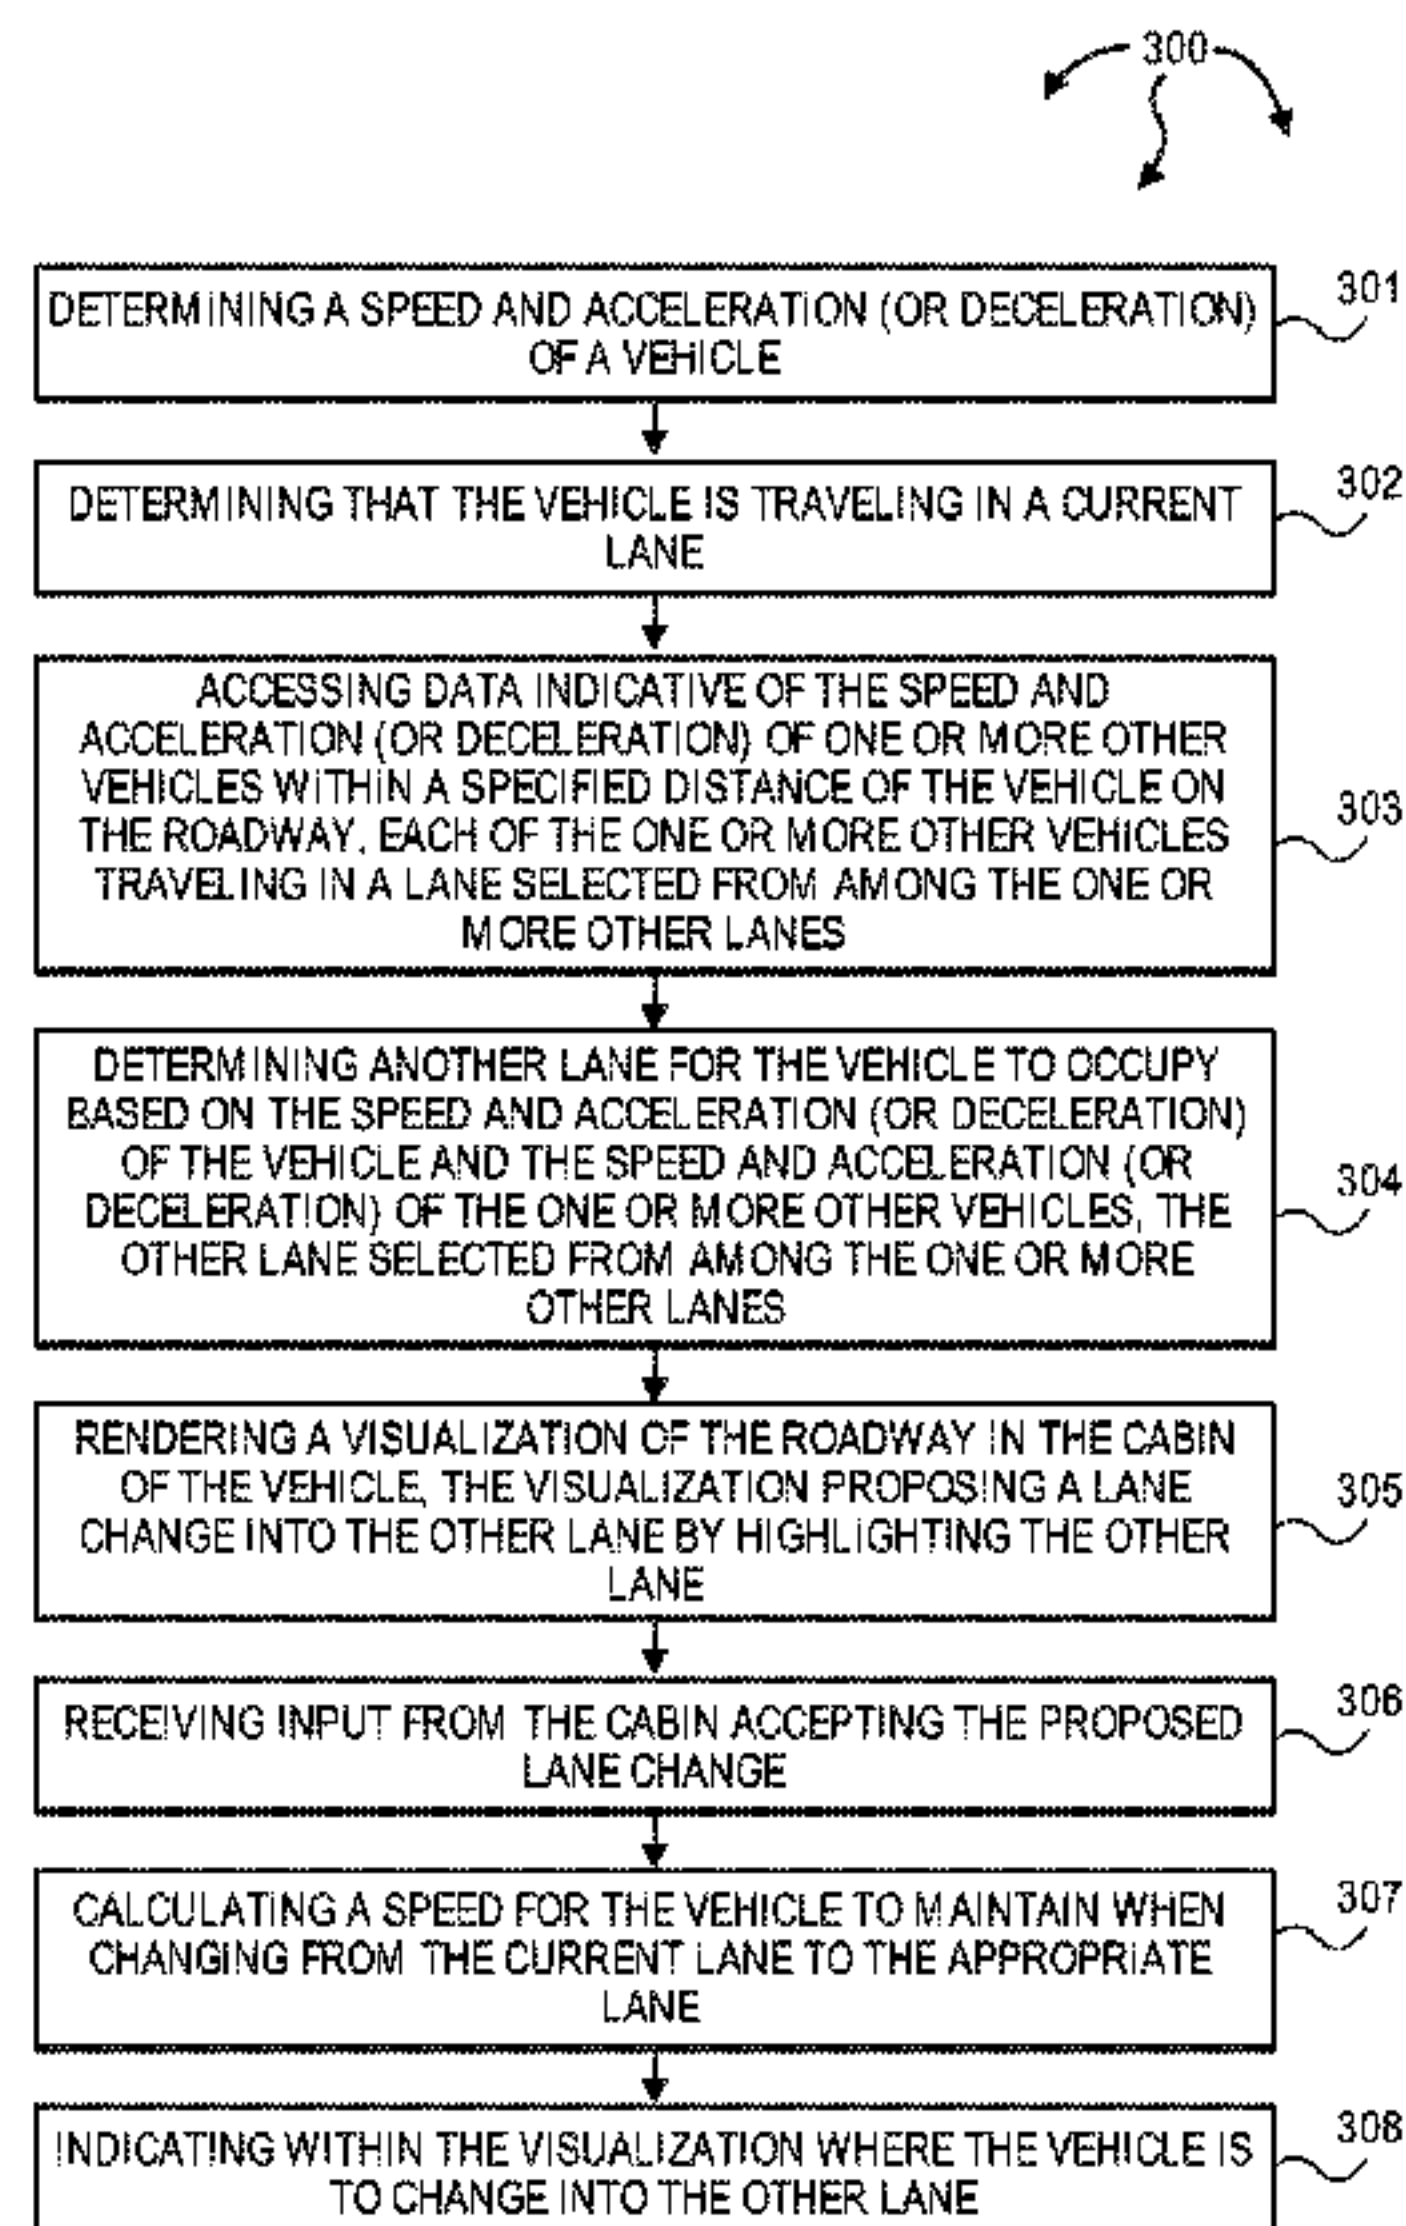 300
DETERMINING A SPEED AND ACCELERATION (OR DECELERATION)
OF A VEHICLE
301
DETERMINING THAT THE VEHICLE IS TRAVELING IN A CURRENT
LANE
302
ACCESSING DATA INDICATIVE OF THE SPEED AND
ACCELERATION (OR DECELERATION) OF ONE OR MORE OTHER
VEHICLES WITHIN A SPECIFIED DISTANCE OF THE VEHICLE ON
THE ROADWAY, EACH OF THE ONE OR MORE OTHER VEHICLES
TRAVELING IN A LANE SELECTED FROM AMONG THE ONE OR
MORE OTHER LANES
303
DETERMINING ANOTHER LANE FOR THE VEHICLE TO OCCUPY
BASED ON THE SPEED AND ACCELERATION (OR DECELERATION)
OF THE VEHICLE AND THE SPEED AND ACCELERATION (OR
DECELERATION) OF THE ONE OR MORE OTHER VEHICLES, THE
OTHER LANE SELECTED FROM AMONG THE ONE OR MORE
OTHER LANES
304
RENDERING A VISUALIZATION OF THE ROADWAY IN THE CABIN
OF THE VEHICLE, THE VISUALIZATION PROPOSING A LANE
CHANGE INTO THE OTHER LANE BY HIGHLIGHTING THE OTHER
LANE
305
RECEIVING INPUT FROM THE CABIN ACCEPTING THE PROPOSED
LANE CHANGE
306
CALCULATING A SPEED FOR THE VEHICLE TO MAINTAIN WHEN
CHANGING FROM THE CURRENT LANE TO THE APPROPRIATE
LANE
307
INDICATING WITHIN THE VISUALIZATION WHERE THE VEHICLE IS
TO CHANGE INTO THE OTHER LANE
308